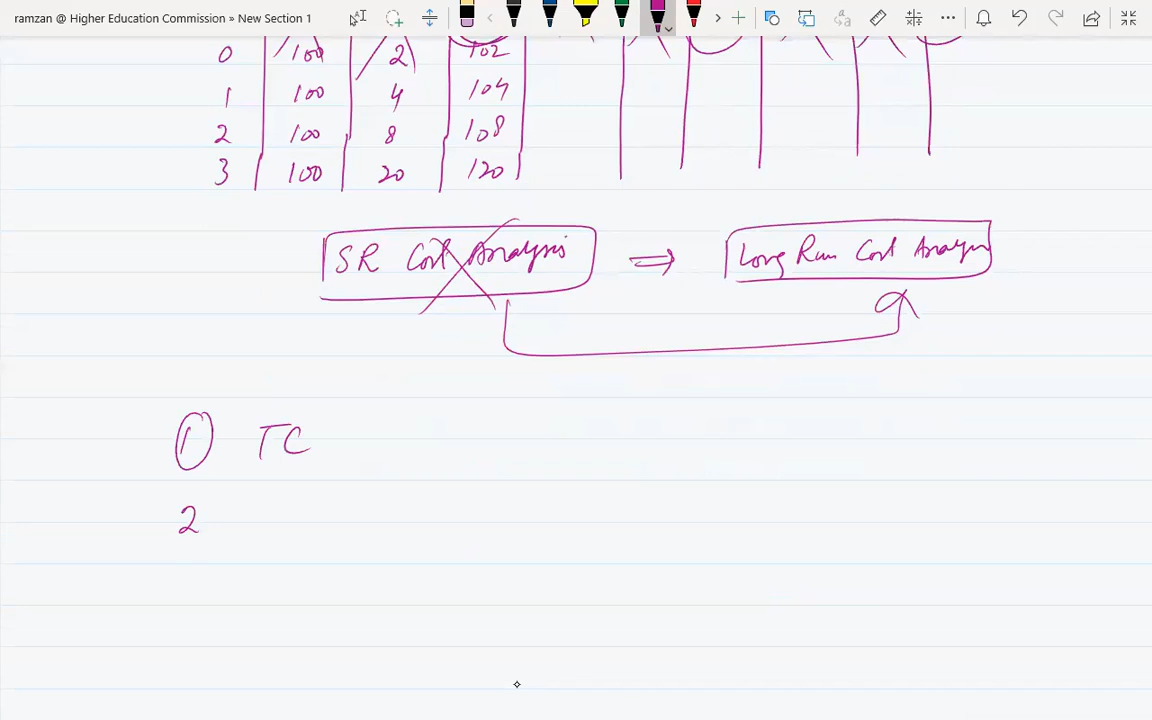 ramzan @ Higher Education Commission » New Section 1
0 100 2 102
1 100 4 104
2 100 8 108
3 100 20 120
SR Cost Analysis ⇒ Long Run Cost Analysis
1 TC
2